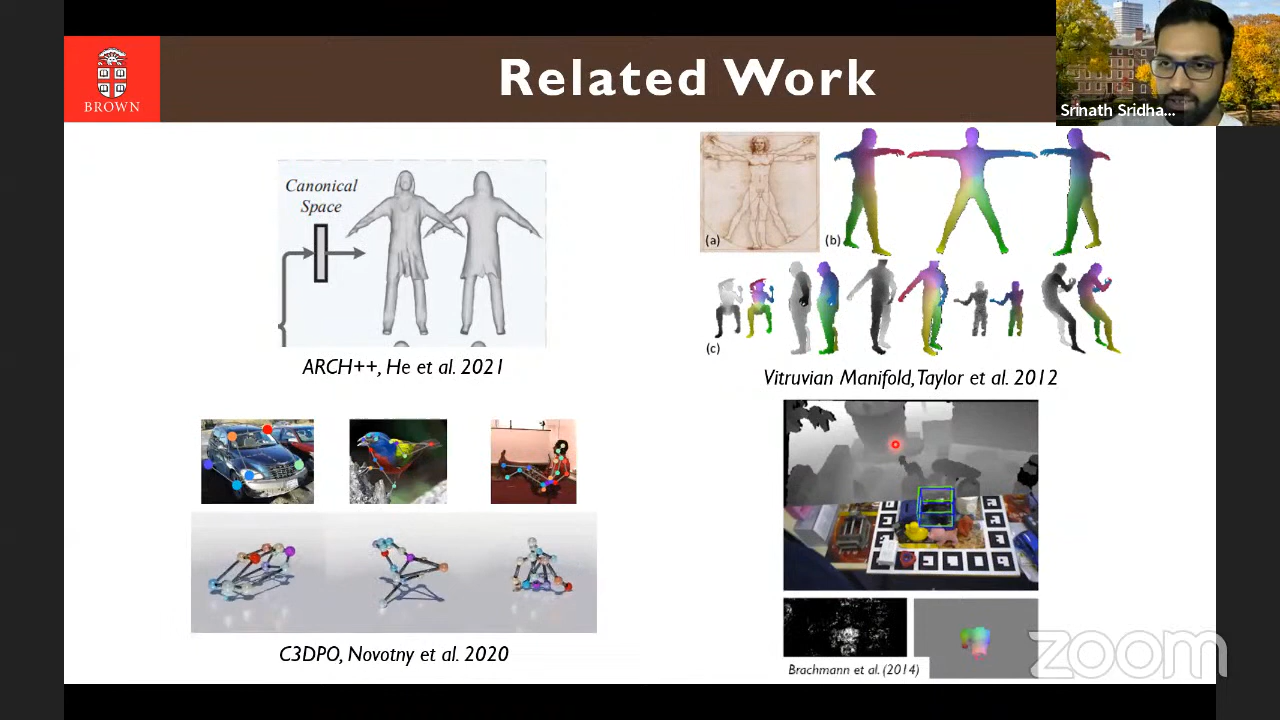 BROWN
Related Work
Srinath Sridha...
Canonical
Space
ARCH++, He et al. 2021
(a)
(b)
(c)
Vitruvian Manifold, Taylor et al. 2012
C3DPO, Novotny et al. 2020
Brachmann et al. (2014)
zoom